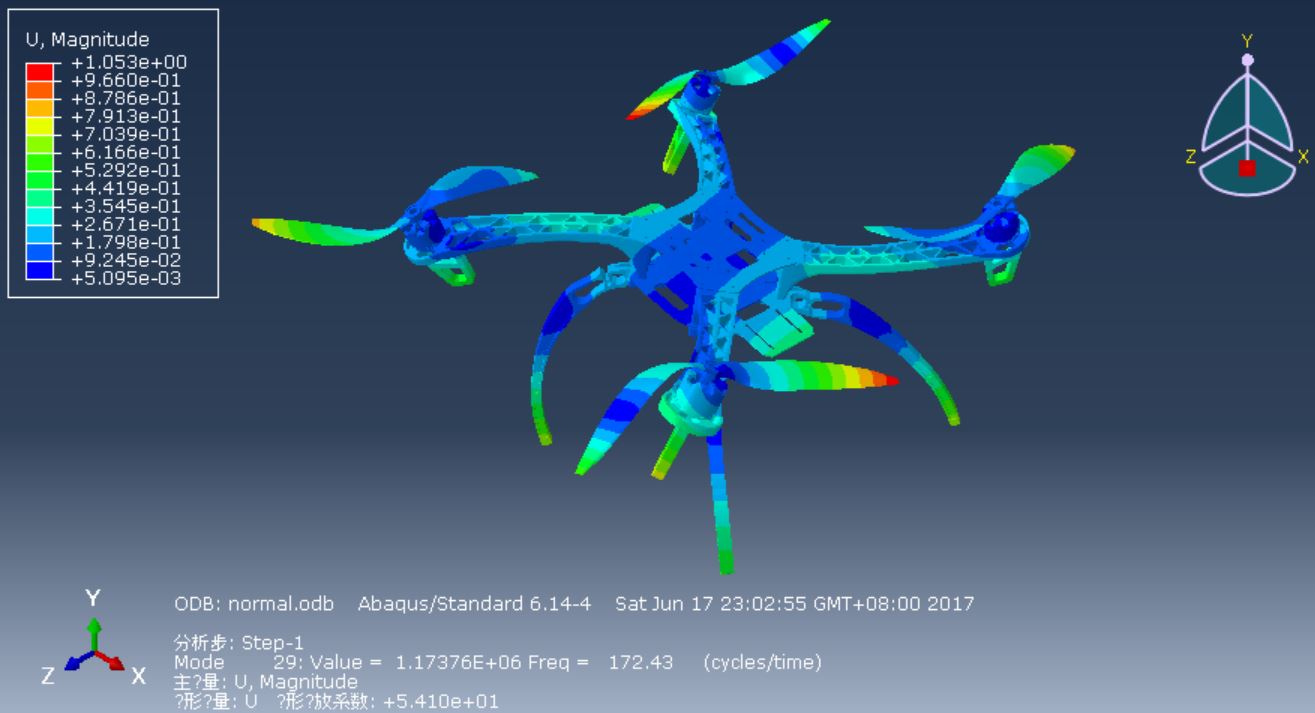 U, Magnitude
+1.053e+00
+9.660e-01
+8.786e-01
+7.913e-01
+7.039e-01
+6.166e-01
+5.292e-01
+4.419e-01
+3.545e-01
+2.671e-01
+1.798e-01
+9.245e-02
+5.095e-03
Y
Z
X
Y
Z
X
ODB: normal.odb Abaqus/Standard 6.14-4 Sat Jun 17 23:02:55 GMT+08:00 2017
分析步: Step-1
Mode 29: Value = 1.17376E+06 Freq = 172.43 (cycles/time)
主?量: U, Magnitude
?形?量: U ?形?放系数: +5.410e+01